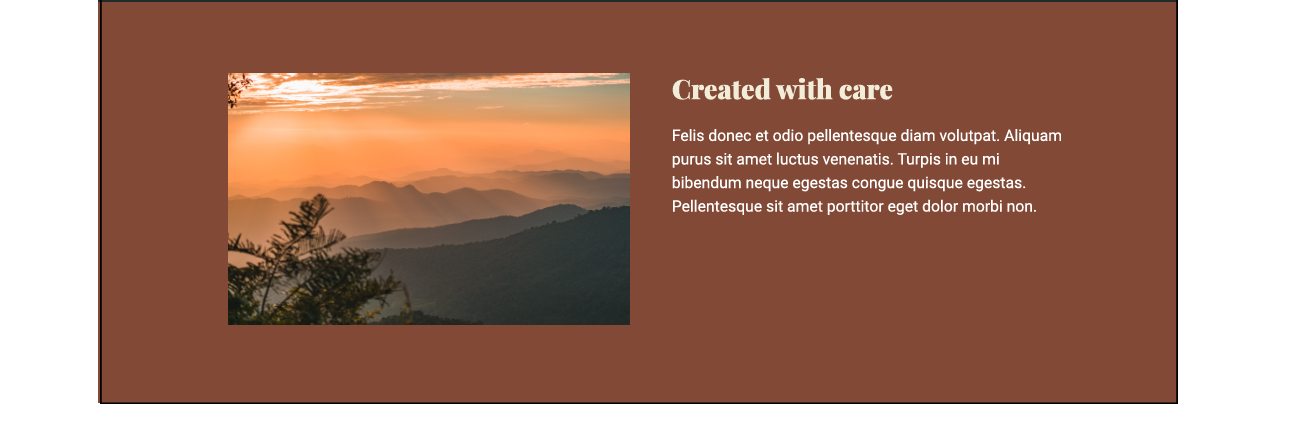 Created with care
Felis donec et odio pellentesque diam volutpat. Aliquam
purus sit amet luctus venenatis. Turpis in eu mi
bibendum neque egestas congue quisque egestas.
Pellentesque sit amet porttitor eget dolor morbi non.